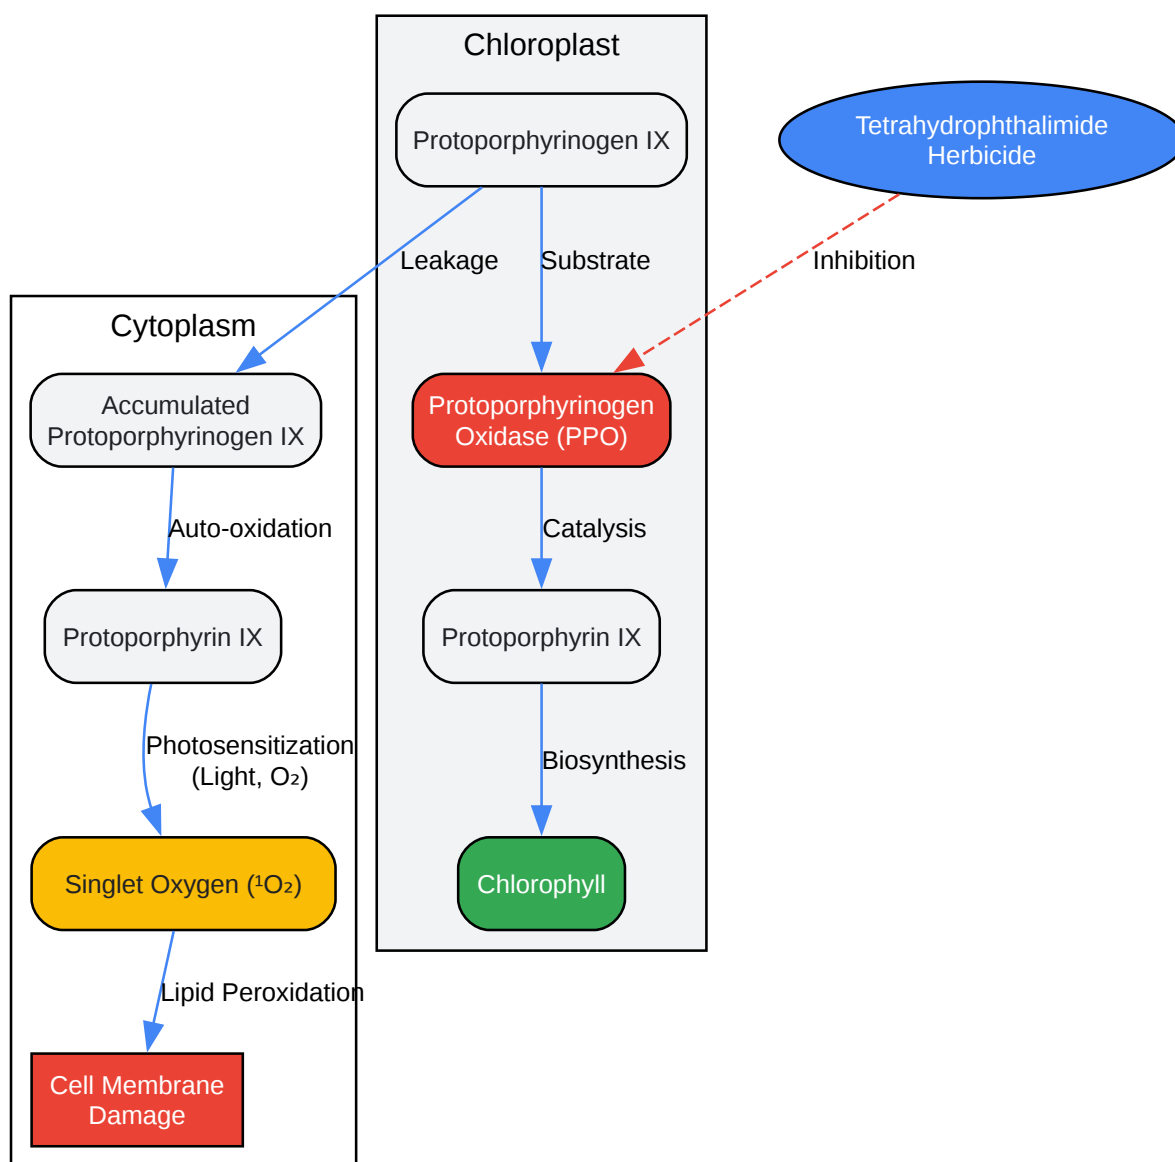 Chloroplast
Protoporphyrinogen IX
Tetrahydrophthalimide
Herbicide
Leakage
Substrate
Inhibition
Cytoplasm
Accumulated
Protoporphyrinogen IX
Protoporphyrinogen
Oxidase (PPO)
Auto-oxidation
Catalysis
Protoporphyrin IX
Protoporphyrin IX
Photosensitization
(Light, O₂)
Biosynthesis
Singlet Oxygen (¹O₂)
Chlorophyll
Lipid Peroxidation
Cell Membrane
Damage